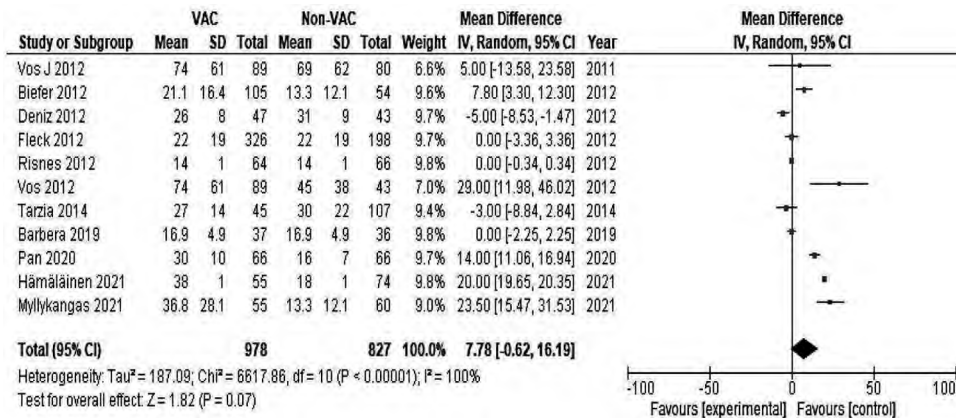 VAC Non-VAC Mean Difference Mean Difference
Study or Subgroup Mean SD Total Mean SD Total Weight IV, Random, 95% CI Year IV, Random, 95% CI
Vos J 2012 74 61 89 69 62 80 6.6% 5.00 [-13.58, 23.58] 2011
Biefer 2012 21.1 16.4 105 13.3 12.1 54 9.6% 7.80 [3.30, 12.30] 2012
Deniz 2012 26 8 47 31 9 43 9.7% -5.00 [-8.53, -1.47] 2012
Fleck 2012 22 19 326 22 19 198 9.7% 0.00 [-3.36, 3.36] 2012
Risnes 2012 14 1 64 14 1 66 9.8% 0.00 [-0.34, 0.34] 2012
Vos 2012 74 61 89 45 38 43 7.0% 29.00 [11.98, 46.02] 2012
Tarzia 2014 27 14 45 30 22 107 9.4% -3.00 [-8.84, 2.84] 2014
Barbera 2019 16.9 4.9 37 16.9 4.9 36 9.8% 0.00 [-2.25, 2.25] 2019
Pan 2020 30 10 66 16 7 66 9.7% 14.00 [11.06, 16.94] 2020
Hämäläinen 2021 38 1 55 18 1 74 9.8% 20.00 [19.65, 20.35] 2021
Myllykangas 2021 36.8 28.1 55 13.3 12.1 60 9.0% 23.50 [15.47, 31.53] 2021
Total (95% CI) 978 827 100.0% 7.78 [-0.62, 16.19]
Heterogeneity: Tau² = 187.09; Chi² = 6617.86, df = 10 (P < 0.00001); I² = 100%
Test for overall effect: Z = 1.82 (P = 0.07)
-100 -50 0 50 100
Favours [experimental] Favours [control]